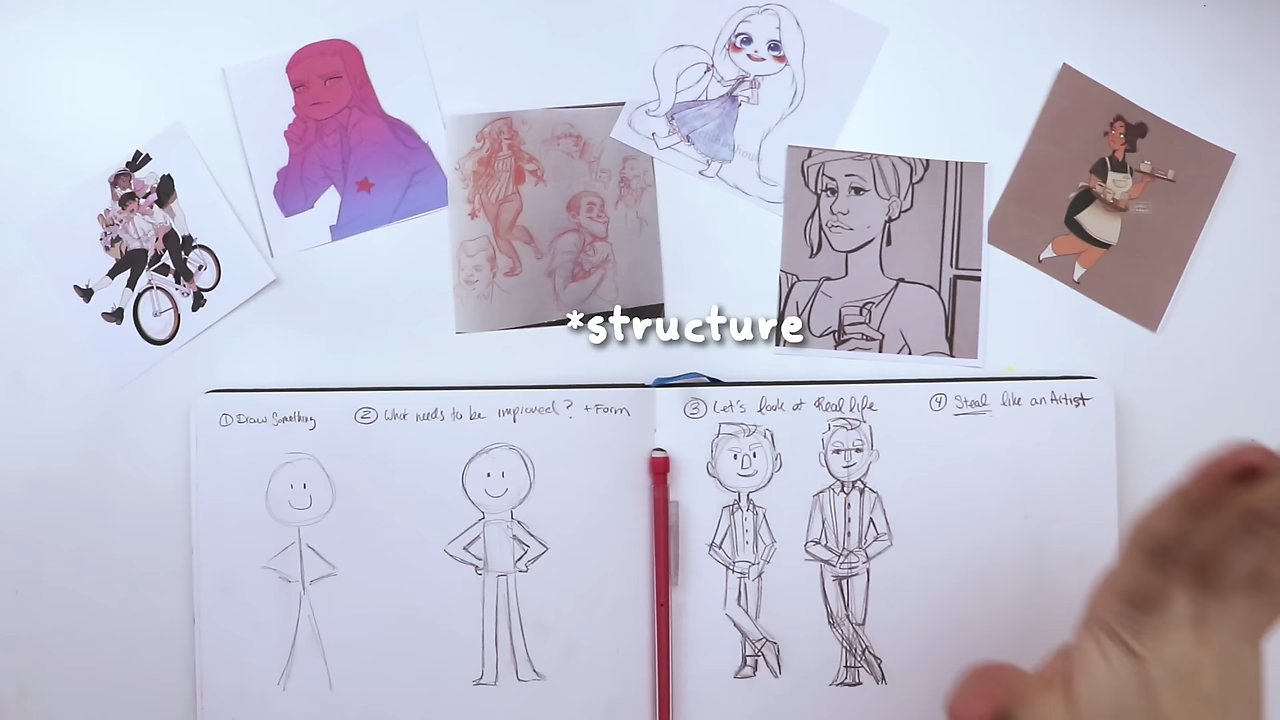 *structure
① Draw Something
② What needs to be improved? + Form
③ Let's look at Real life
④ Steal like an Artist